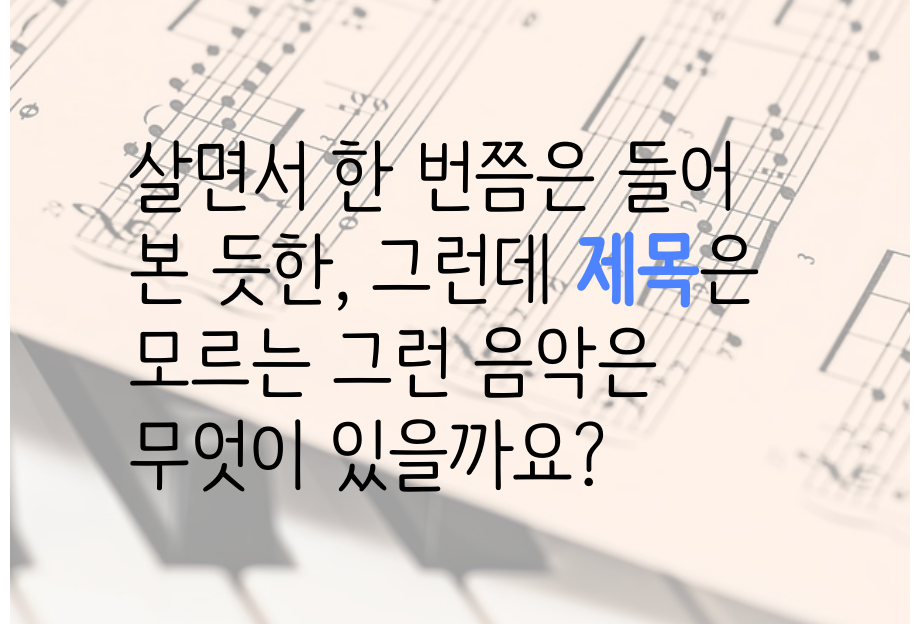 살면서 한 번쯤은 들어
본 듯한, 그런데 제목은
모르는 그런 음악은
무엇이 있을까요?